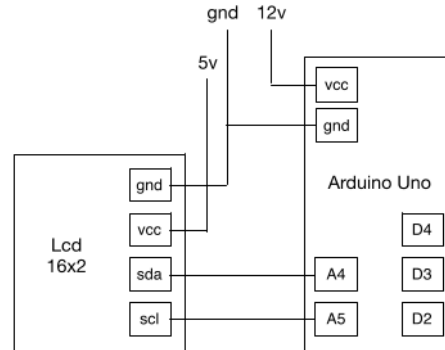 gnd 12v
5v
vcc
gnd
Arduino Uno
gnd
vcc
Lcd
16x2
sda
scl
A4
A5
D4
D3
D2